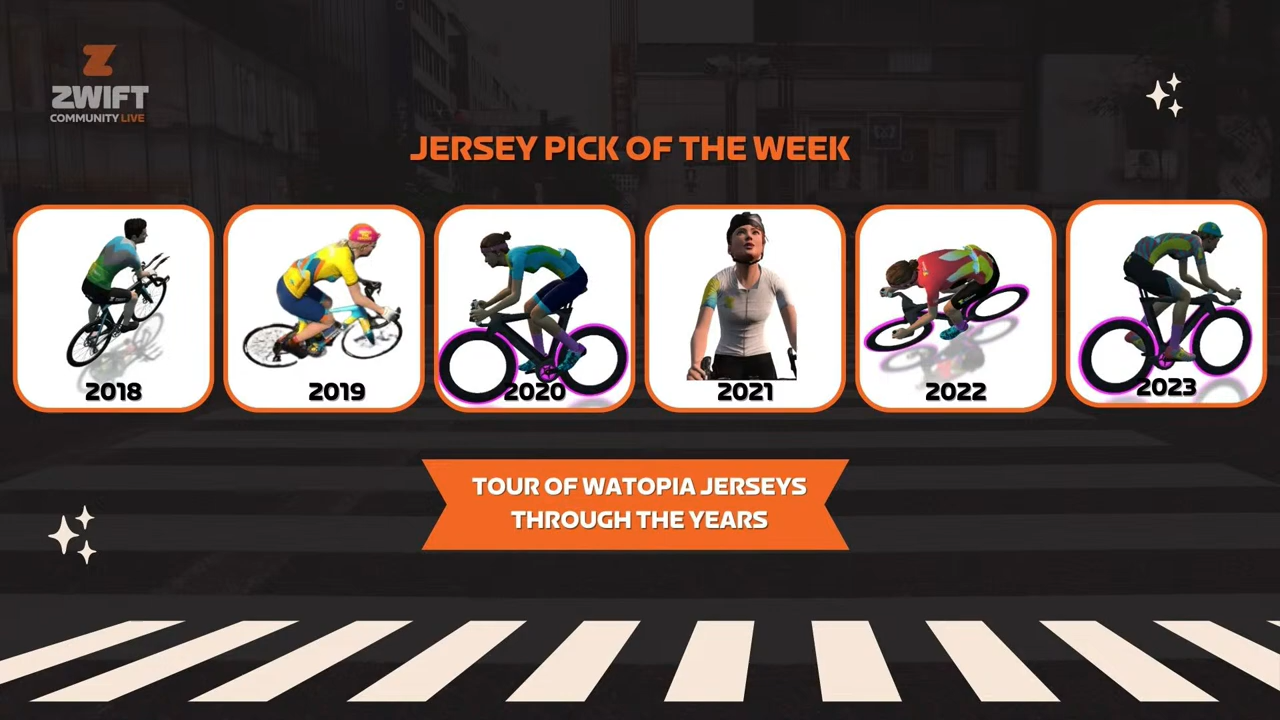 ZWIFT
COMMUNITY LIVE
JERSEY PICK OF THE WEEK
2018
2019
2020
2021
2022
2023
TOUR OF WATOPIA JERSEYS
THROUGH THE YEARS